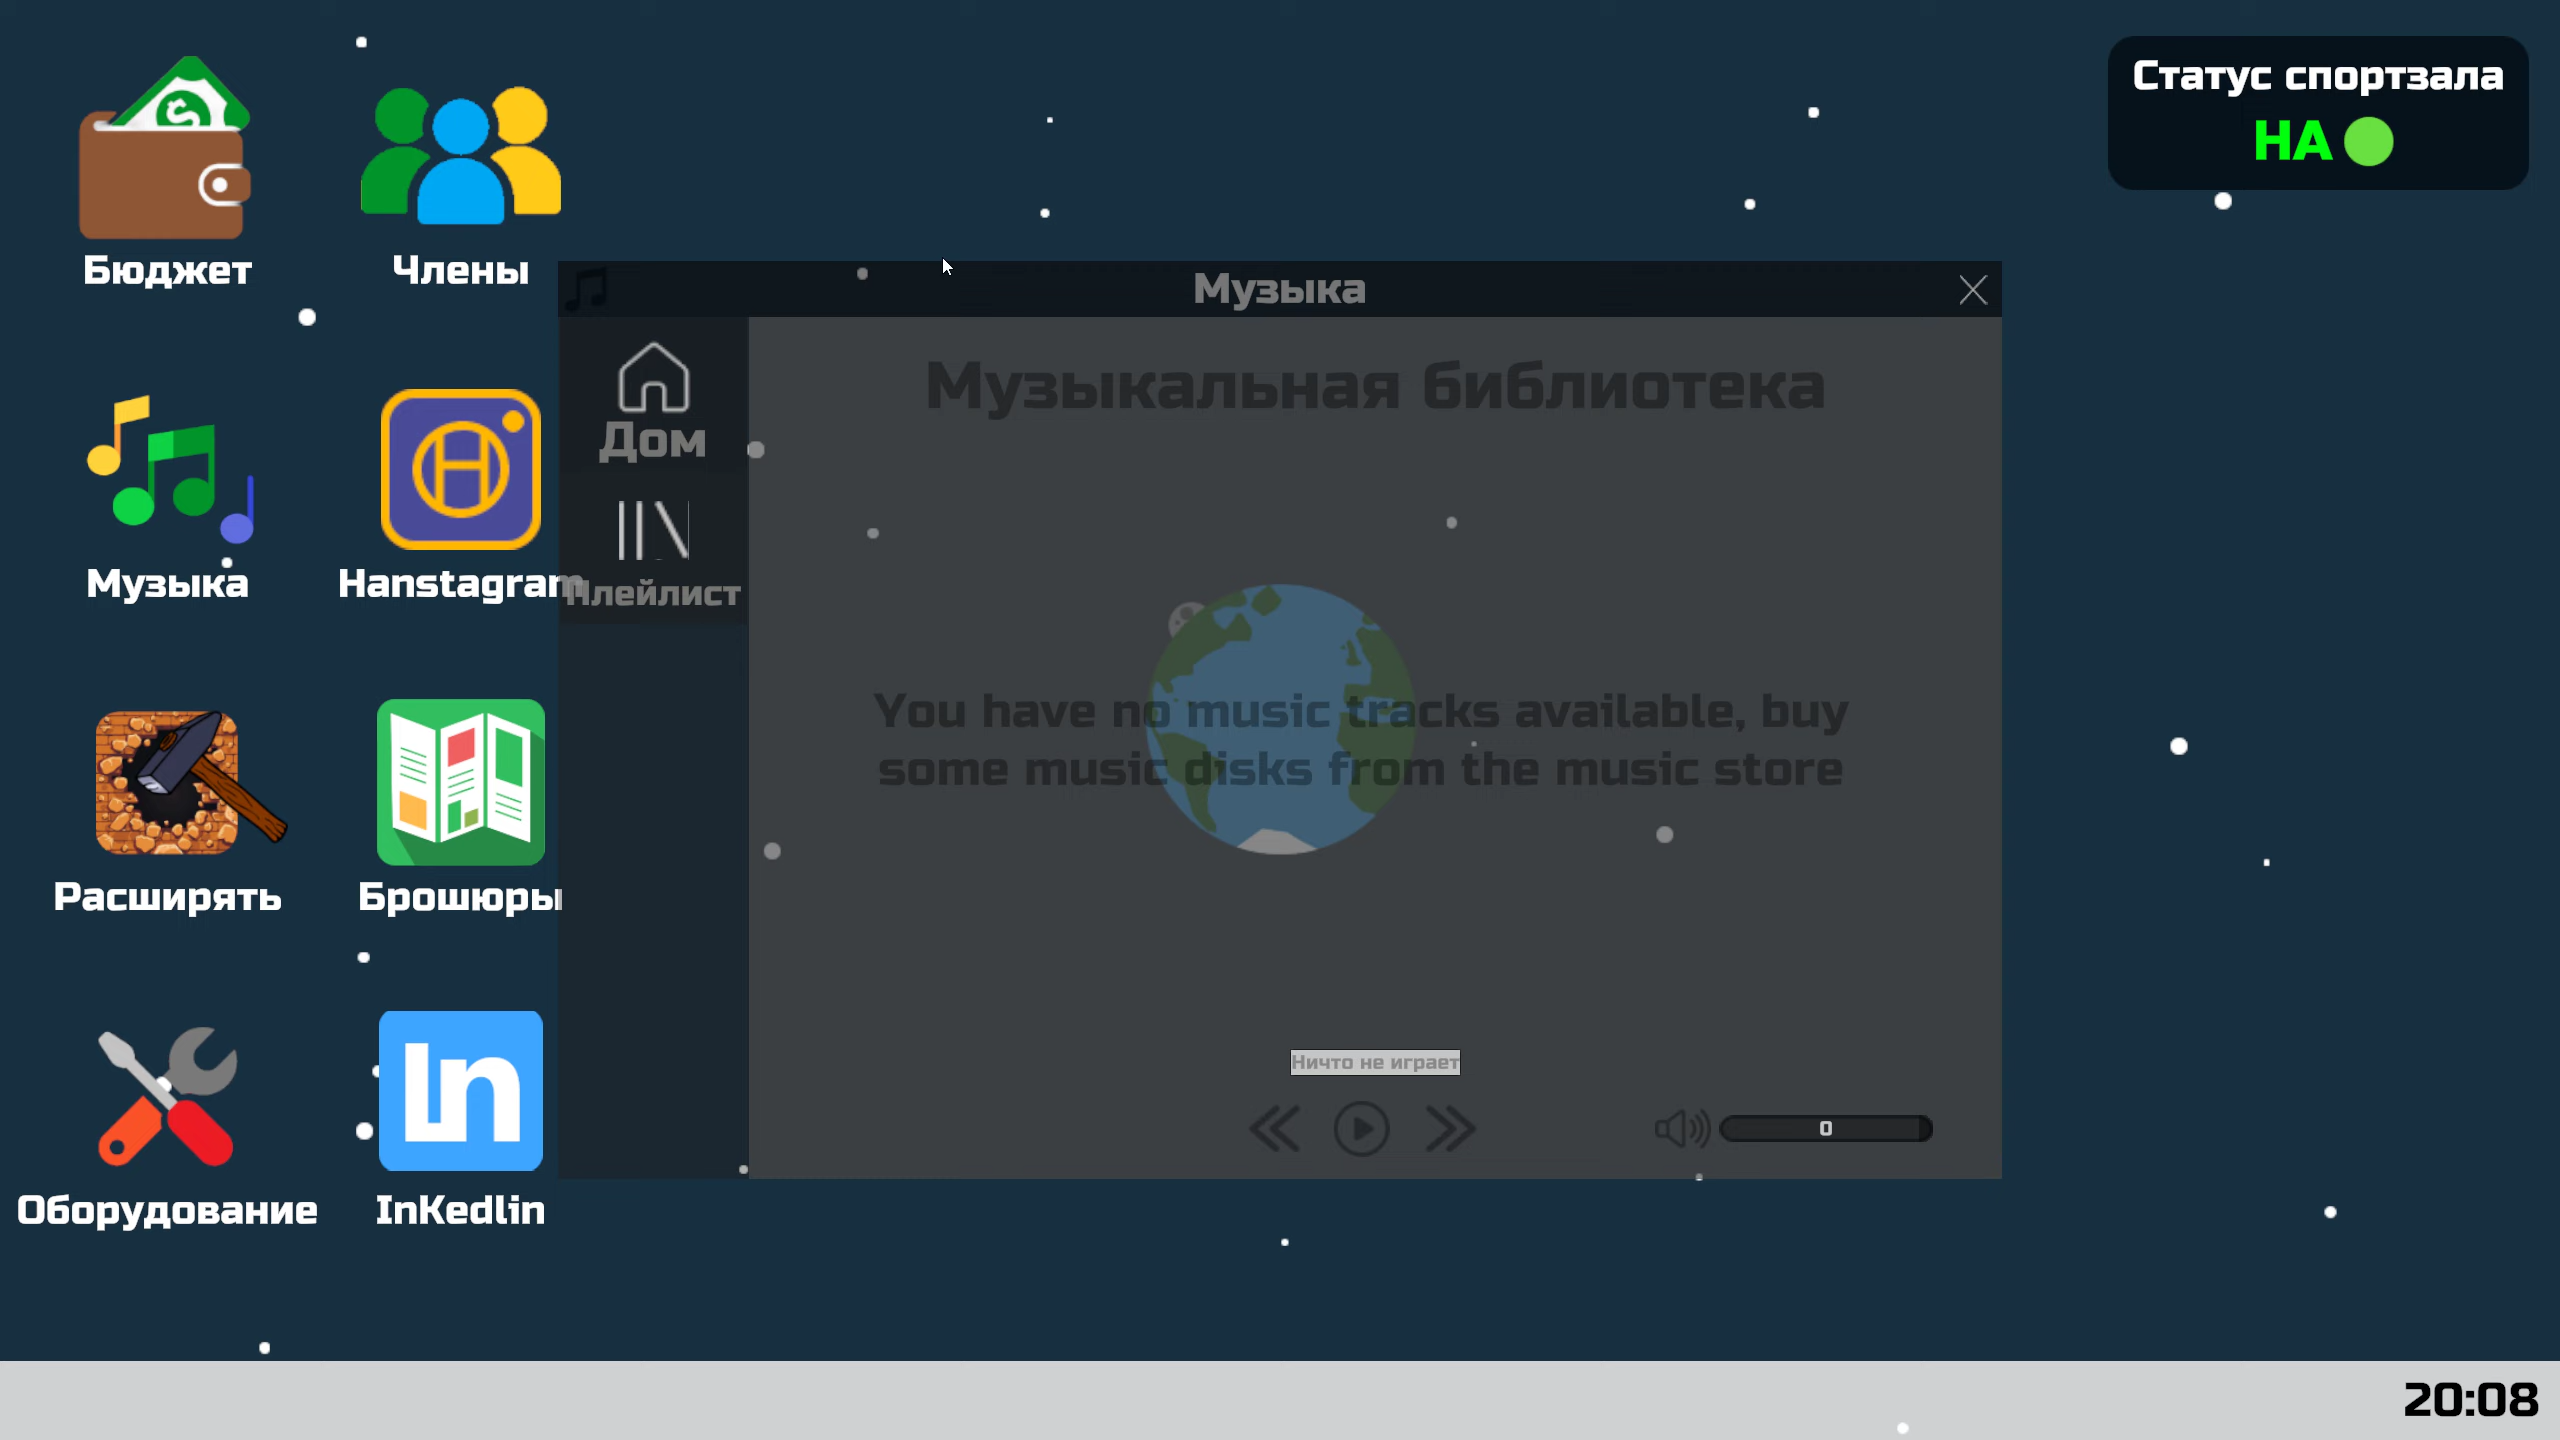 Статус спортзала
НА
Бюджет
Члены
Музыка
Hanstagram
Расширять
Брошюры
Оборудование
In
InKedlin
Музыка
Дом
Плейлист
Музыкальная библиотека
You have no music tracks available, buy
some music disks from the music store
Ничто не играет
0
20:08